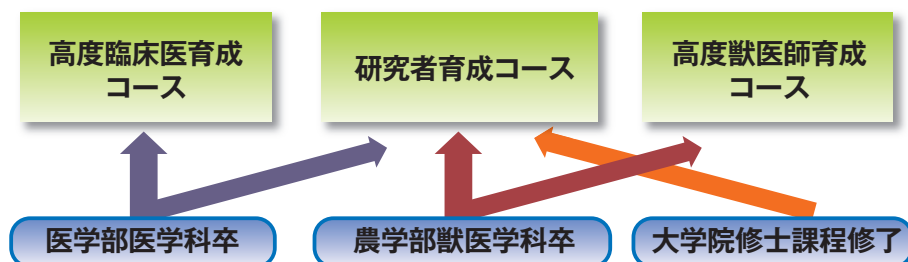 高度臨床医育成
コース
研究者育成コース
高度獣医師育成
コース
医学部医学科卒
農学部獣医学科卒
大学院修士課程修了